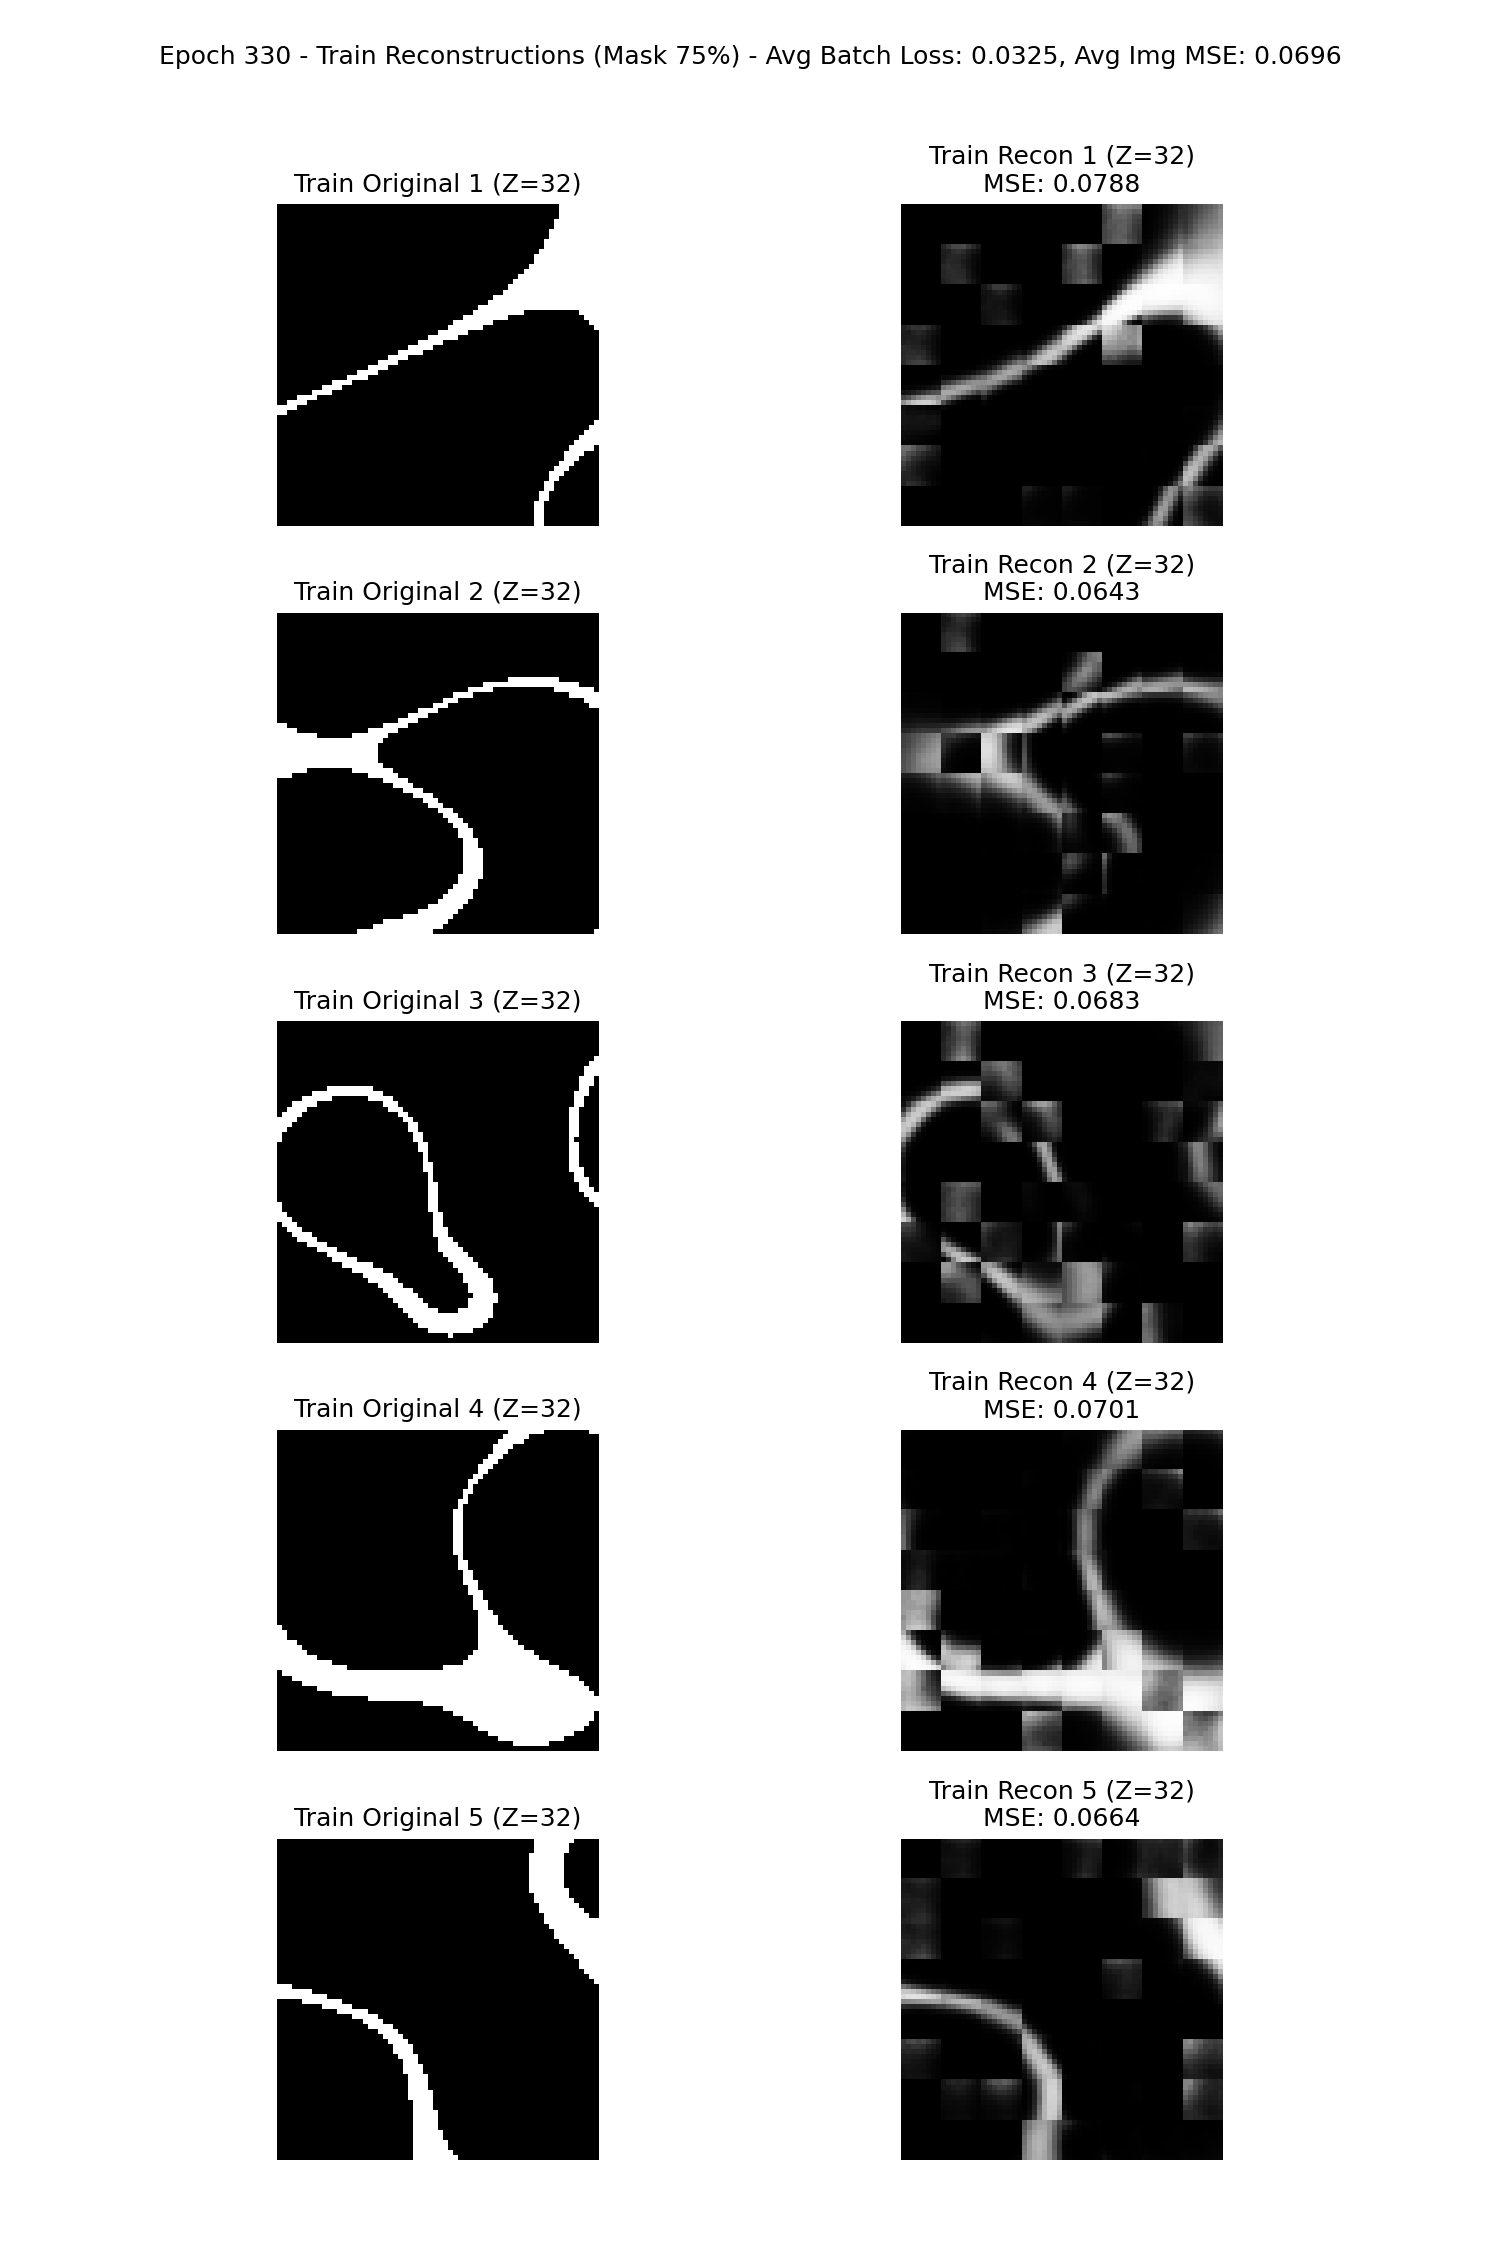 Epoch 330 - Train Reconstructions (Mask 75%) - Avg Batch Loss: 0.0325, Avg Img MSE: 0.0696
Train Original 1 (Z=32)
Train Recon 1 (Z=32)
MSE: 0.0788
Train Original 2 (Z=32)
Train Recon 2 (Z=32)
MSE: 0.0643
Train Original 3 (Z=32)
Train Recon 3 (Z=32)
MSE: 0.0683
Train Original 4 (Z=32)
Train Recon 4 (Z=32)
MSE: 0.0701
Train Original 5 (Z=32)
Train Recon 5 (Z=32)
MSE: 0.0664